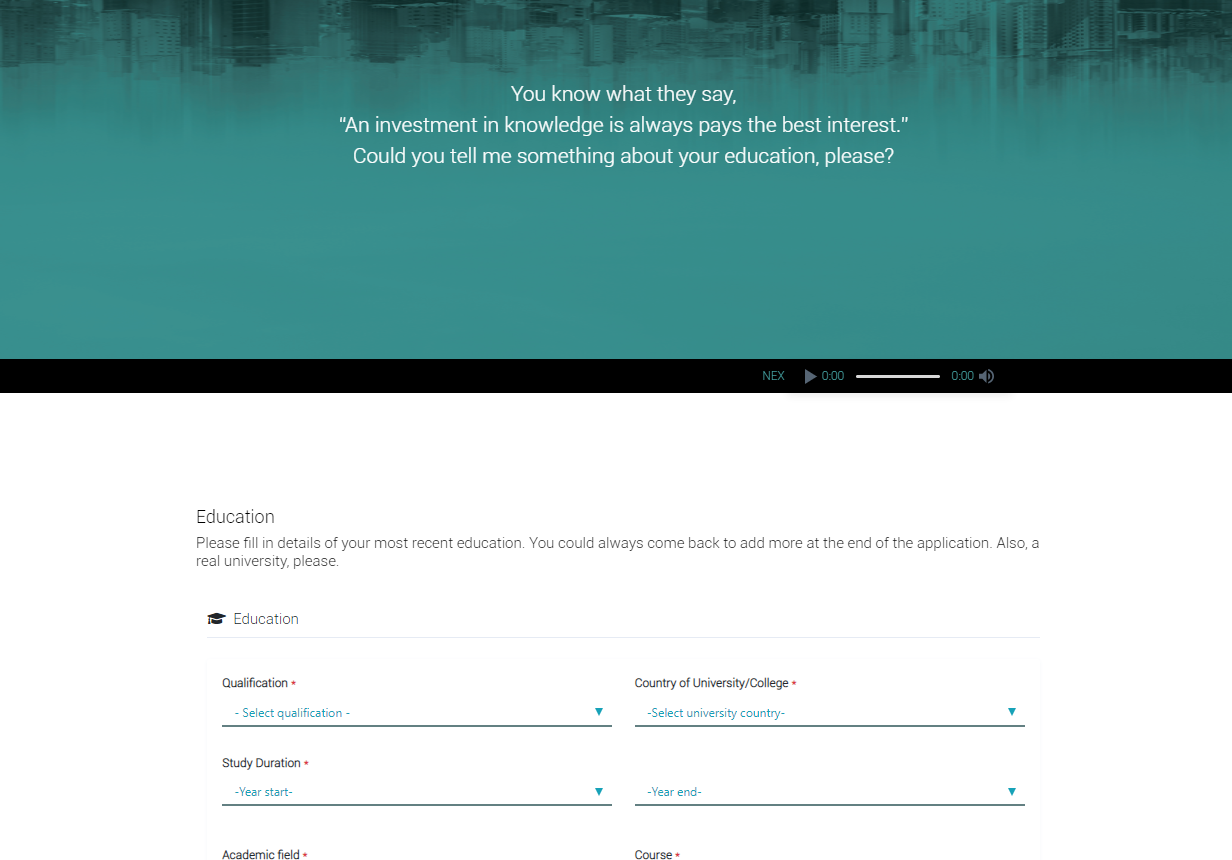 You know what they say,
“An investment in knowledge is always pays the best interest.”
Could you tell me something about your education, please?
NEX 0:00 0:00
Education
Please fill in details of your most recent education. You could always come back to add more at the end of the application. Also, a
real university, please.
Education
Qualification * Country of University/College *
- Select qualification - -Select university country-
Study Duration *
-Year start- -Year end-
Academic field * Course *